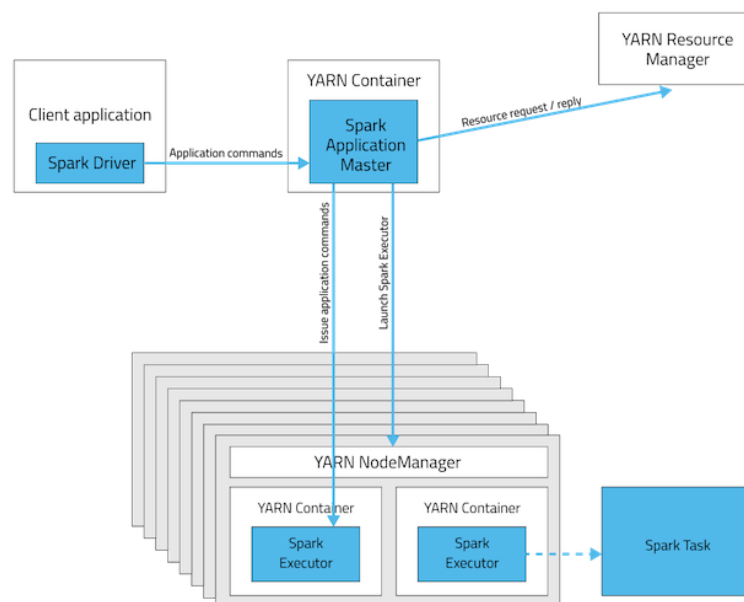 YARN Resource
Manager
YARN Container
Client application
Spark
Application
Master
Spark Driver
Application commands
Resource request / reply
Issue application commands
Launch Spark Executor
YARN NodeManager
YARN Container
YARN Container
Spark
Executor
Spark
Executor
Spark Task